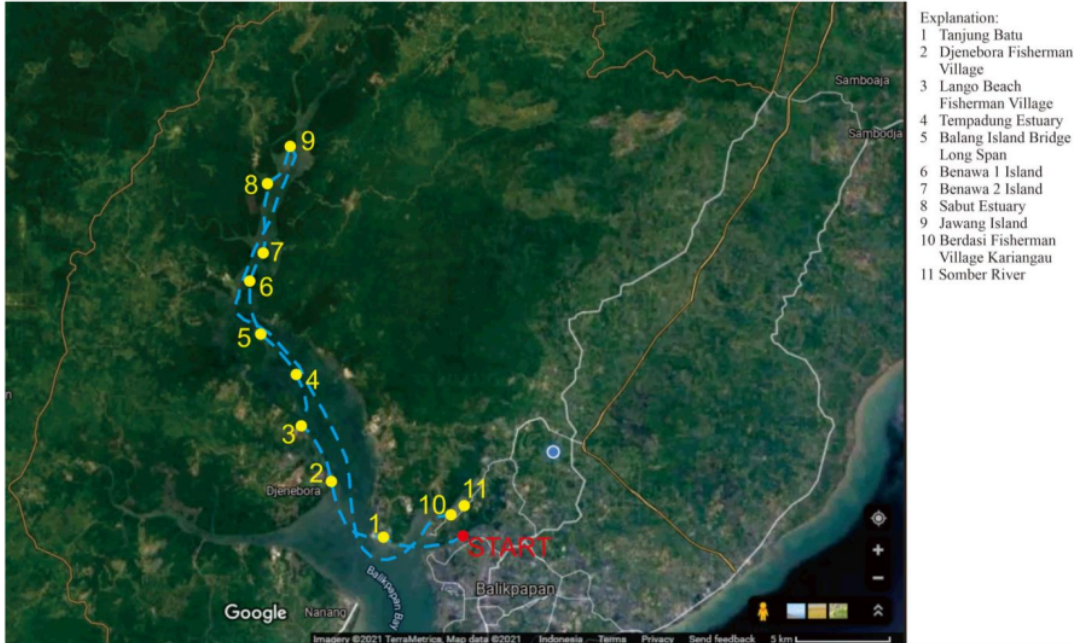 Explanation:
1 Tanjung Batu
2 Djenebora Fisherman
Village
3 Lango Beach
Fisherman Village
4 Tempadung Estuary
5 Balang Island Bridge
Long Span
6 Benawa 1 Island
7 Benawa 2 Island
8 Sabut Estuary
9 Jawang Island
10 Berdasi Fisherman
Village Kariangau
11 Somber River
Samboaja
Sambodja
9
8
7
6
5
4
3
2
Djenebora
11
10
1
START
Balikpapan
Balikpapan Bay
Nanang
Google
Imagery ©2021 TerraMetrics, Map data ©2021 Indonesia Terms Privacy Send feedback 5 km